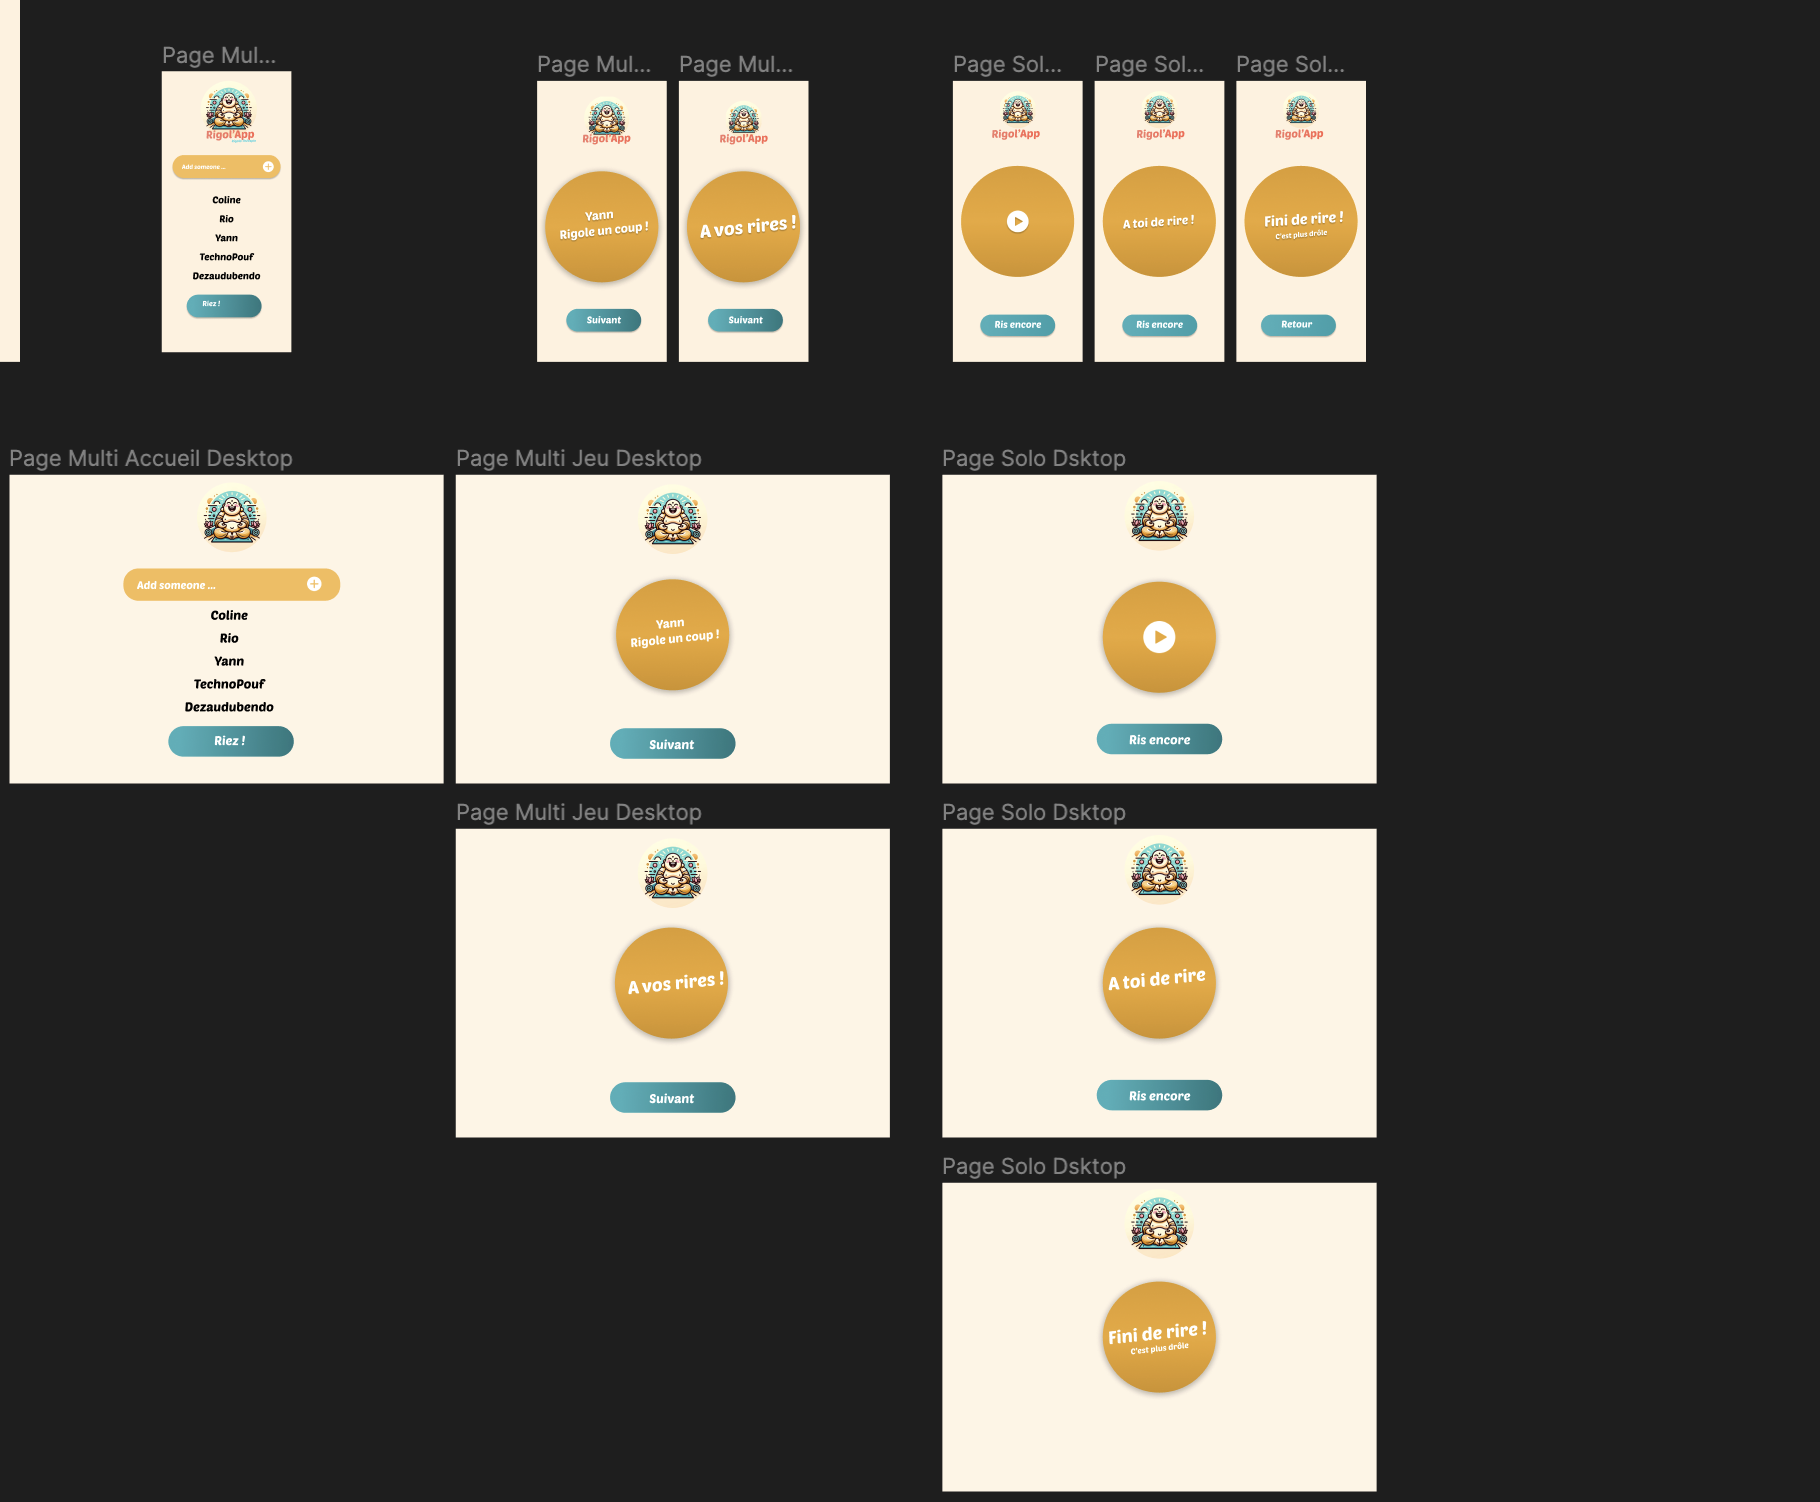 Page Mul...
Rigol'App
Add someone ...
Coline
Rio
Yann
TechnoPouf
Dezaudubendo
Riez !
Page Mul...
Rigol'App
Yann
Rigole un coup !
Suivant
Page Mul...
Rigol'App
A vos rires !
Suivant
Page Sol...
Rigol'App
Ris encore
Page Sol...
Rigol'App
A toi de rire !
Ris encore
Page Sol...
Rigol'App
Fini de rire !
C'est plus drôle
Retour
Page Multi Accueil Desktop
Add someone ...
Coline
Rio
Yann
TechnoPouf
Dezaudubendo
Riez !
Page Multi Jeu Desktop
Yann
Rigole un coup !
Suivant
Page Solo Dsktop
Ris encore
Page Multi Jeu Desktop
A vos rires !
Suivant
Page Solo Dsktop
A toi de rire
Ris encore
Page Solo Dsktop
Fini de rire !
C'est plus drôle